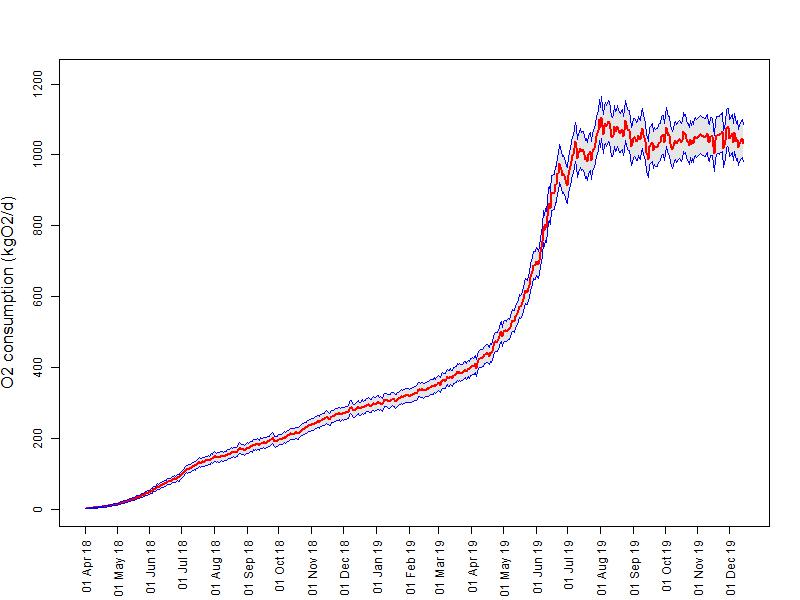 O2 consumption (kgO2/d)
1200
1000
800
600
400
200
0
01 Apr 18
01 May 18
01 Jun 18
01 Jul 18
01 Aug 18
01 Sep 18
01 Oct 18
01 Nov 18
01 Dec 18
01 Jan 19
01 Feb 19
01 Mar 19
01 Apr 19
01 May 19
01 Jun 19
01 Jul 19
01 Aug 19
01 Sep 19
01 Oct 19
01 Nov 19
01 Dec 19